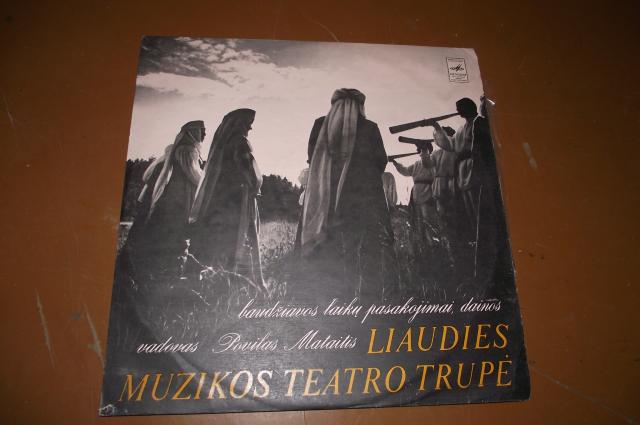 baudžiavos laikų pasakojimai, dainos
vadovas Povilas Mataitis LIAUDIES
MUZIKOS TEATRO TRUPĖ